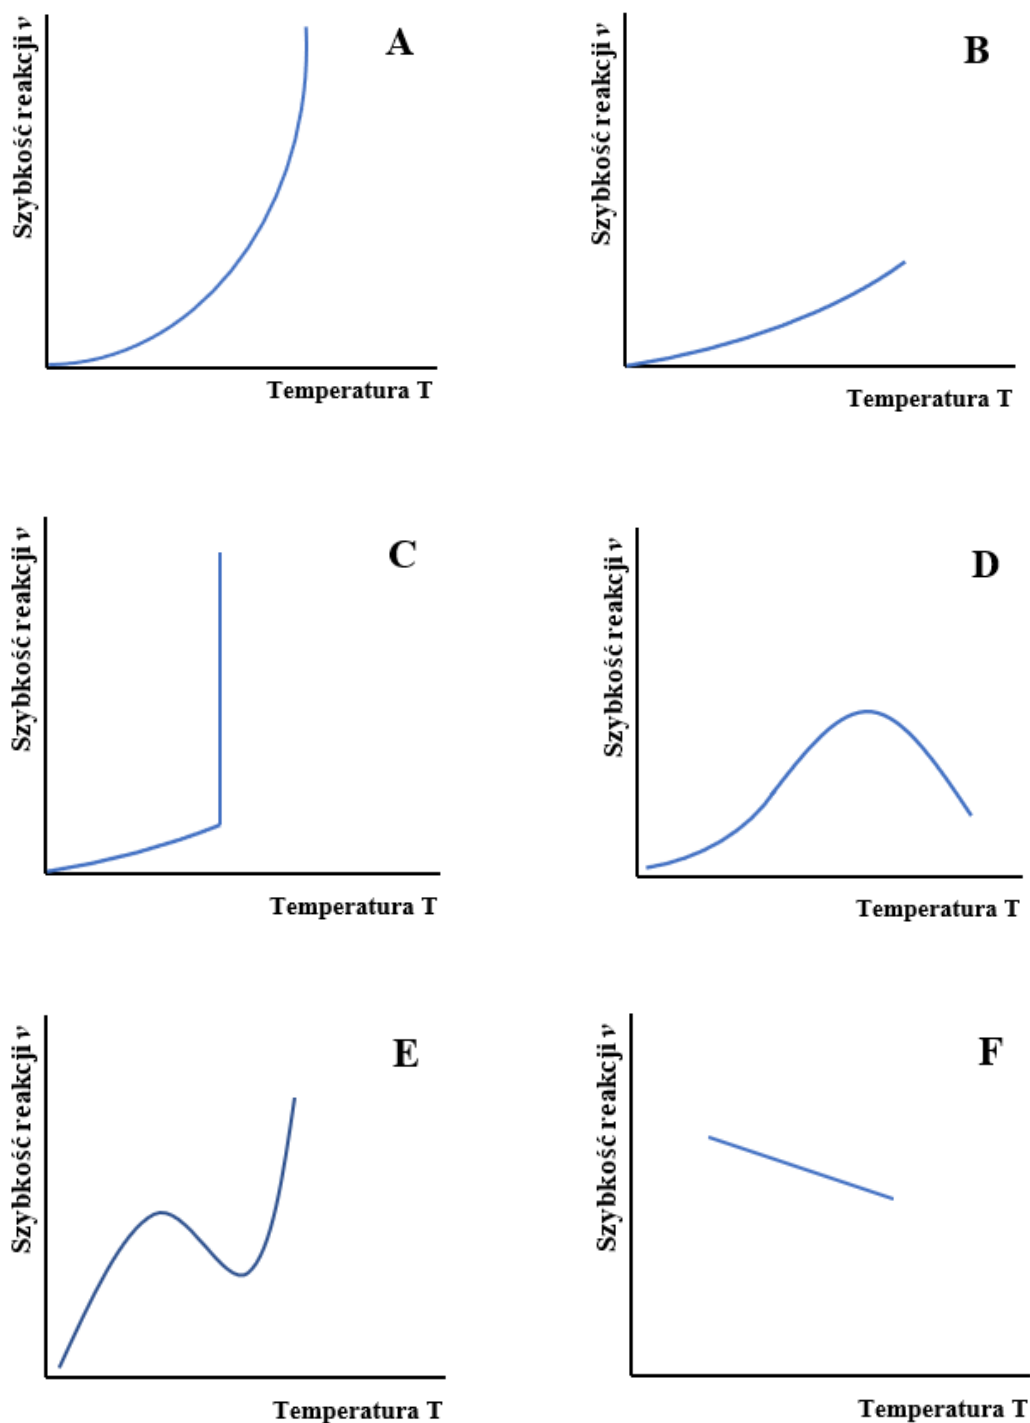 Szybkość reakcji v
A
Temperatura T
Szybkość reakcji v
B
Temperatura T
Szybkość reakcji v
C
Temperatura T
Szybkość reakcji v
D
Temperatura T
Szybkość reakcji v
E
Temperatura T
Szybkość reakcji v
F
Temperatura T